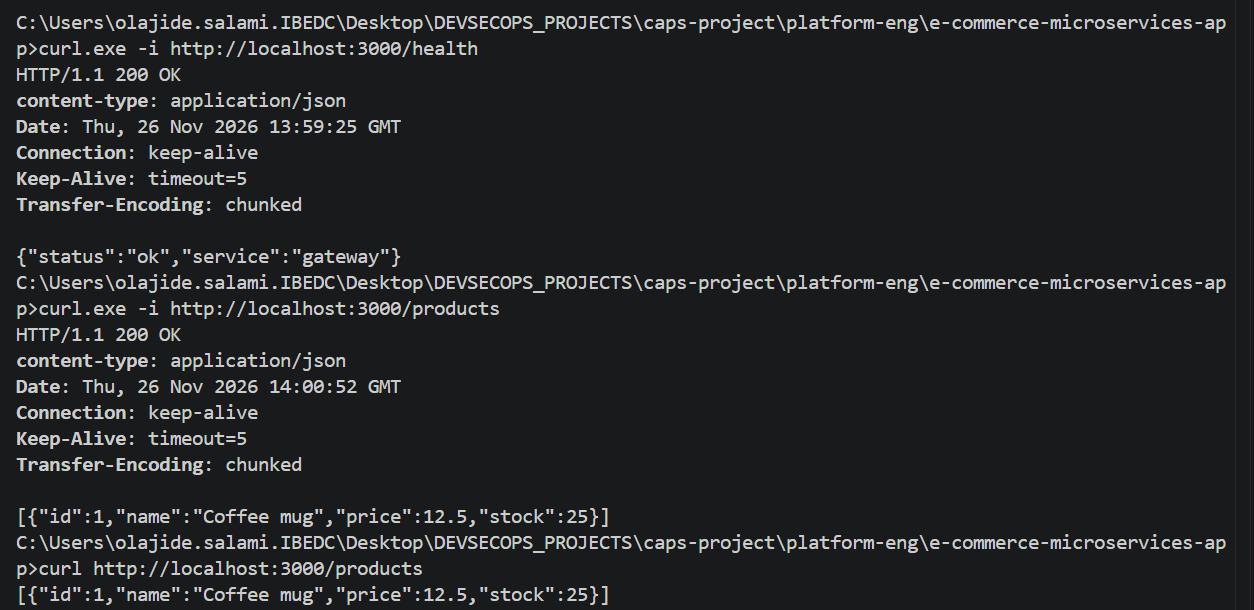 C:\Users\olajide.salami.IBEDC\Desktop\DEVSECOPS_PROJECTS\caps-project\platform-eng\e-commerce-microservices-ap
p>curl.exe -i http://localhost:3000/health
HTTP/1.1 200 OK
content-type: application/json
Date: Thu, 26 Nov 2026 13:59:25 GMT
Connection: keep-alive
Keep-Alive: timeout=5
Transfer-Encoding: chunked

{"status":"ok","service":"gateway"}
C:\Users\olajide.salami.IBEDC\Desktop\DEVSECOPS_PROJECTS\caps-project\platform-eng\e-commerce-microservices-ap
p>curl.exe -i http://localhost:3000/products
HTTP/1.1 200 OK
content-type: application/json
Date: Thu, 26 Nov 2026 14:00:52 GMT
Connection: keep-alive
Keep-Alive: timeout=5
Transfer-Encoding: chunked

[{"id":1,"name":"Coffee mug","price":12.5,"stock":25}]
C:\Users\olajide.salami.IBEDC\Desktop\DEVSECOPS_PROJECTS\caps-project\platform-eng\e-commerce-microservices-ap
p>curl http://localhost:3000/products
[{"id":1,"name":"Coffee mug","price":12.5,"stock":25}]